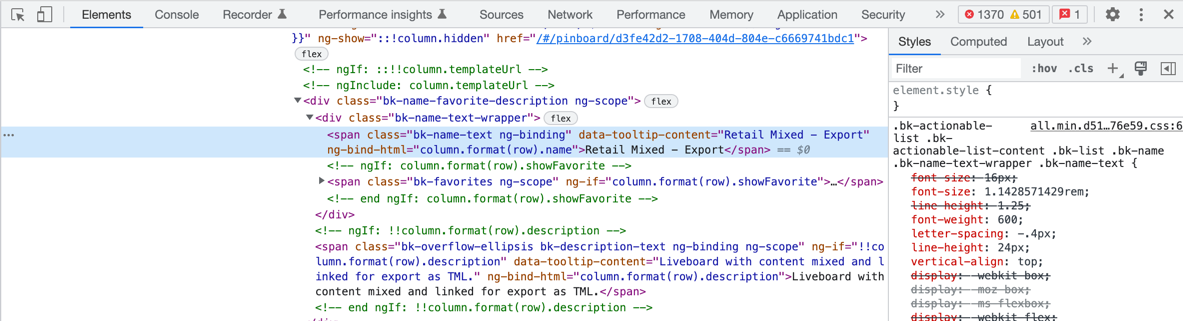 Elements Console Recorder Performance insights Sources Network Performance Memory Application Security » 1370 501 1
}}" ng-show="::!column.hidden" href="/#/pinboard/d3fe42d2-1708-404d-804e-c6669741bdc1">
flex
<!-- ngIf: ::!!column.templateUrl -->
<!-- ngInclude: column.templateUrl -->
<div class="bk-name-favorite-description ng-scope"> flex
<div class="bk-name-text-wrapper"> flex
<span class="bk-name-text ng-binding" data-tooltip-content="Retail Mixed - Export"
ng-bind-html="column.format(row).name">Retail Mixed - Export</span> == $0
<!-- ngIf: column.format(row).showFavorite -->
<span class="bk-favorites ng-scope" ng-if="column.format(row).showFavorite">…</span>
<!-- end ngIf: column.format(row).showFavorite -->
</div>
<!-- ngIf: !!column.format(row).description -->
<span class="bk-overflow-ellipsis bk-description-text ng-binding ng-scope" ng-if="!!co
lumn.format(row).description" data-tooltip-content="Liveboard with content mixed and l
inked for export as TML." ng-bind-html="column.format(row).description">Liveboard with
content mixed and linked for export as TML.</span>
<!-- end ngIf: !!column.format(row).description -->
Styles Computed Layout »
Filter :hov .cls +
element.style {
}
.bk-actionable- all.min.d51…76e59.css:6
list .bk-
actionable-list-content .bk-list .bk-name
.bk-name-text-wrapper .bk-name-text {
font-size: 16px;
font-size: 1.1428571429rem;
line-height: 1.25;
font-weight: 600;
letter-spacing: -.4px;
line-height: 24px;
vertical-align: top;
display: -webkit-box;
display: -moz-box;
display: -ms-flexbox;
display: -webkit-flex;